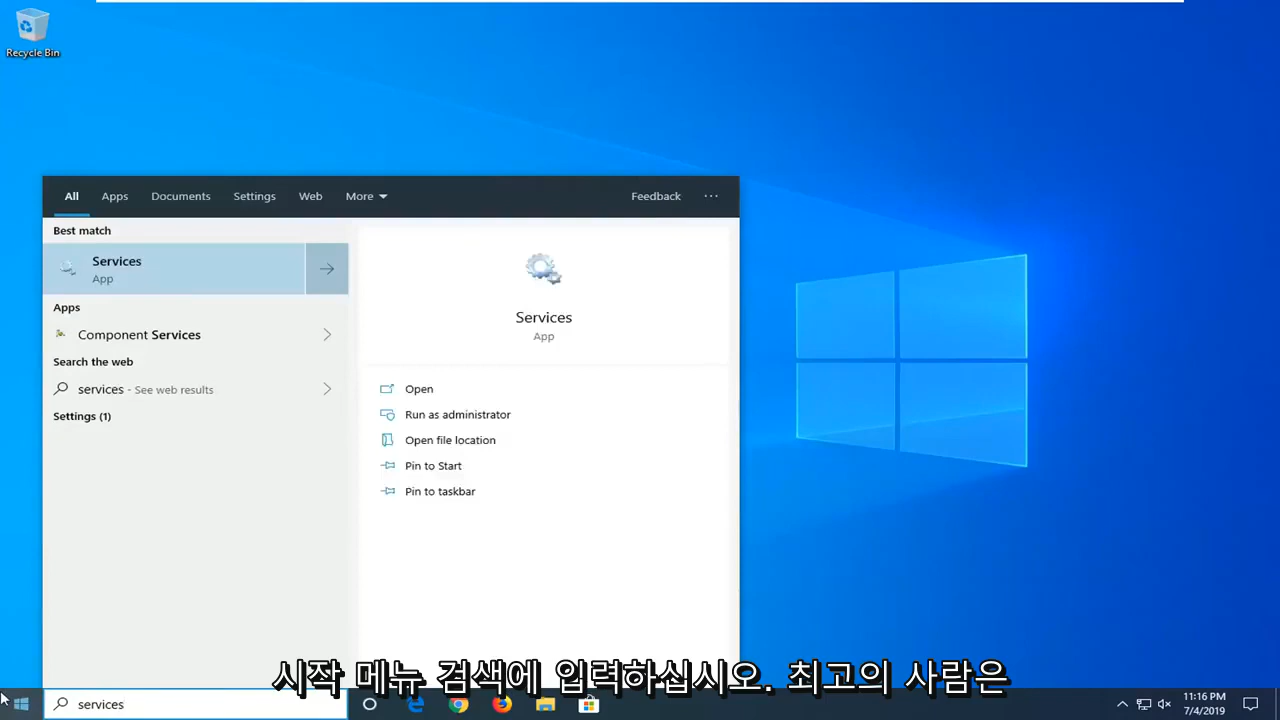 Recycle Bin
All Apps Documents Settings Web More Feedback ...
Best match
Services
App
Apps
Component Services
Search the web
services - See web results
Settings (1)
Services
App
Open
Run as administrator
Open file location
Pin to Start
Pin to taskbar
시작 메뉴 검색에 입력하십시오. 최고의 사람은
services
11:16 PM
7/4/2019